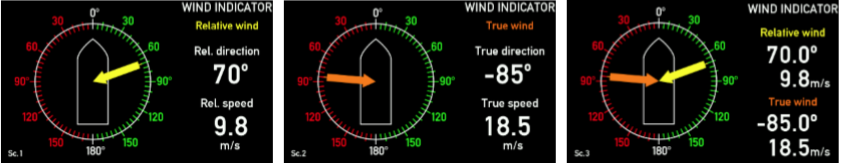 WIND INDICATOR
0°
30 30
Relative wind
60 60
Rel. direction
70°
90° 90°
Rel. speed
120 120
9.8
150 150
m/s
180°
Sc.1
WIND INDICATOR
0°
30 30
True wind
60 60
True direction
-85°
90° 90°
True speed
120 120
18.5
150 150
m/s
180°
Sc.2
WIND INDICATOR
0°
30 30
Relative wind
60 60
70.0°
90° 90°
9.8m/s
True wind
120 120
-85.0°
150 150
18.5m/s
180°
Sc.3